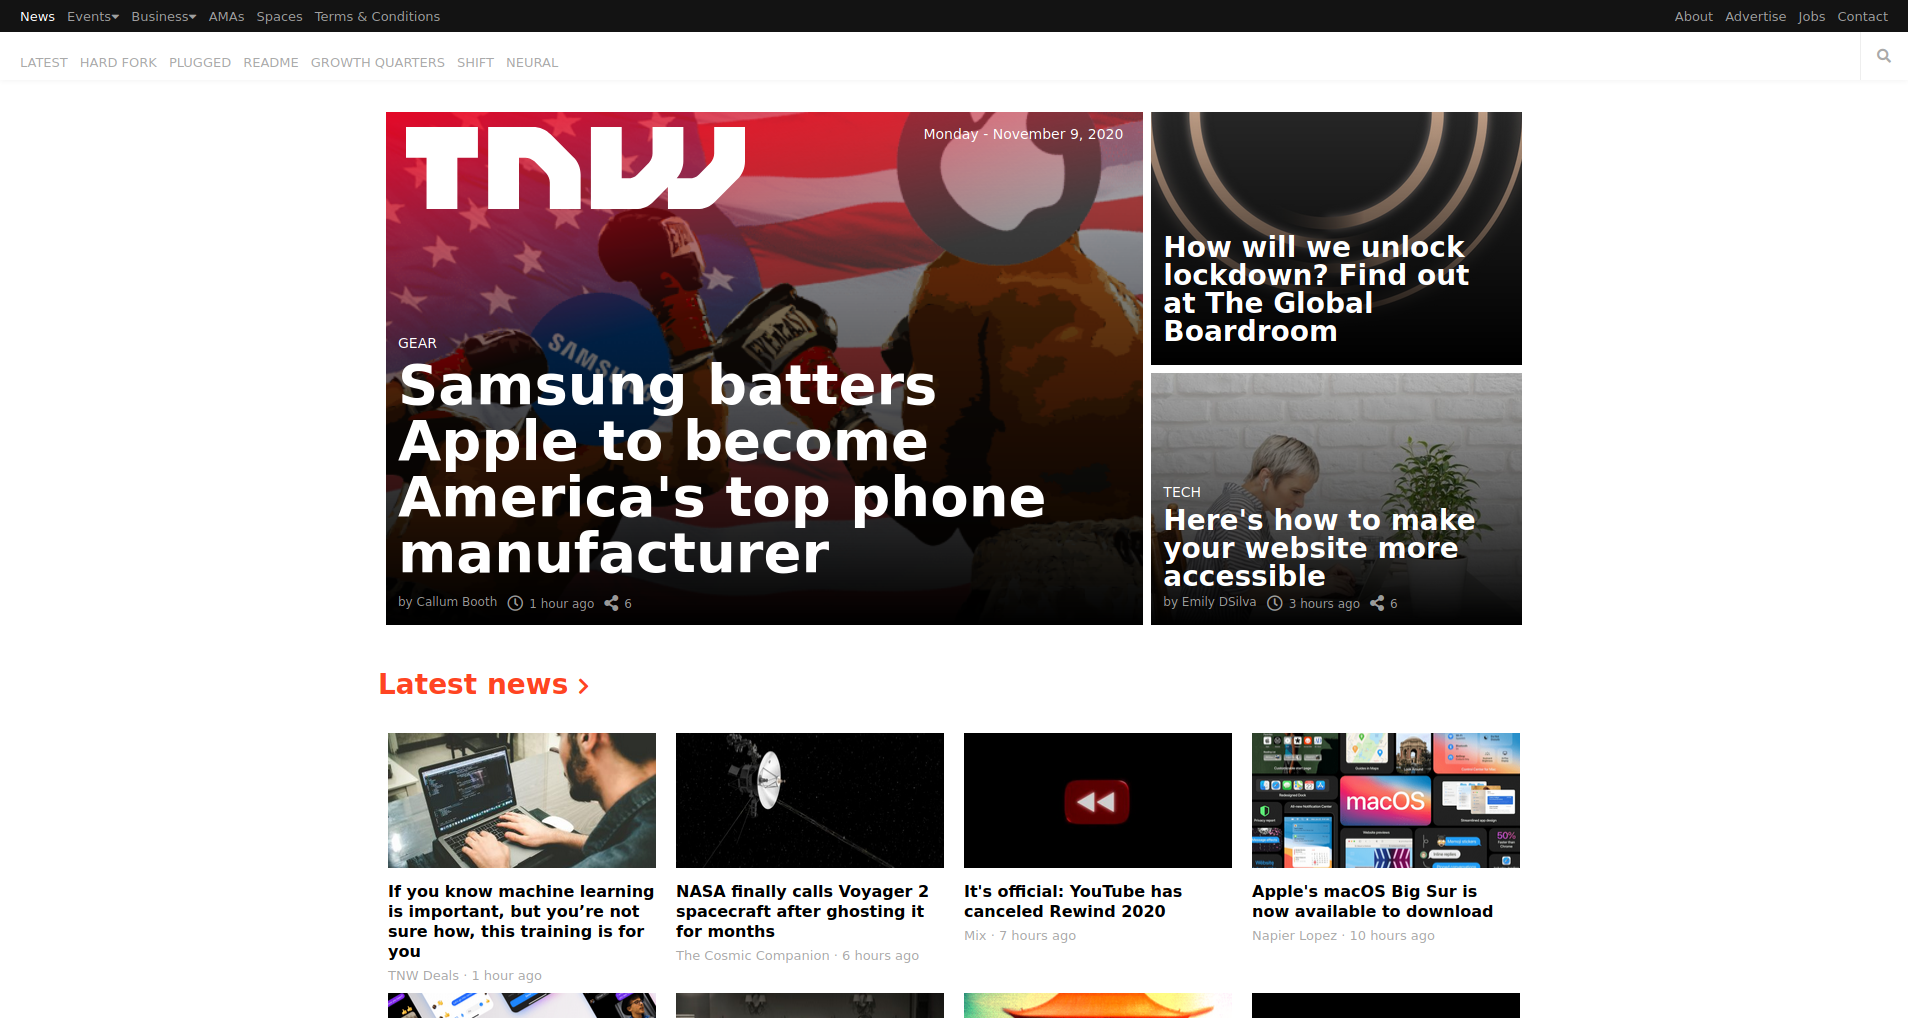 News Events Business AMAs Spaces Terms & Conditions About Advertise Jobs Contact
LATEST HARD FORK PLUGGED README GROWTH QUARTERS SHIFT NEURAL
TNW
Monday - November 9, 2020
SAMSUNG
EVERLAST
GEAR
Samsung batters
Apple to become
America's top phone
manufacturer
by Callum Booth 1 hour ago 6
How will we unlock
lockdown? Find out
at The Global
Boardroom
TECH
Here's how to make
your website more
accessible
by Emily DSilva 3 hours ago 6
Latest news
If you know machine learning
is important, but you’re not
sure how, this training is for
you
TNW Deals · 1 hour ago
NASA finally calls Voyager 2
spacecraft after ghosting it
for months
The Cosmic Companion · 6 hours ago
It's official: YouTube has
canceled Rewind 2020
Mix · 7 hours ago
macOS
50%
Apple's macOS Big Sur is
now available to download
Napier Lopez · 10 hours ago